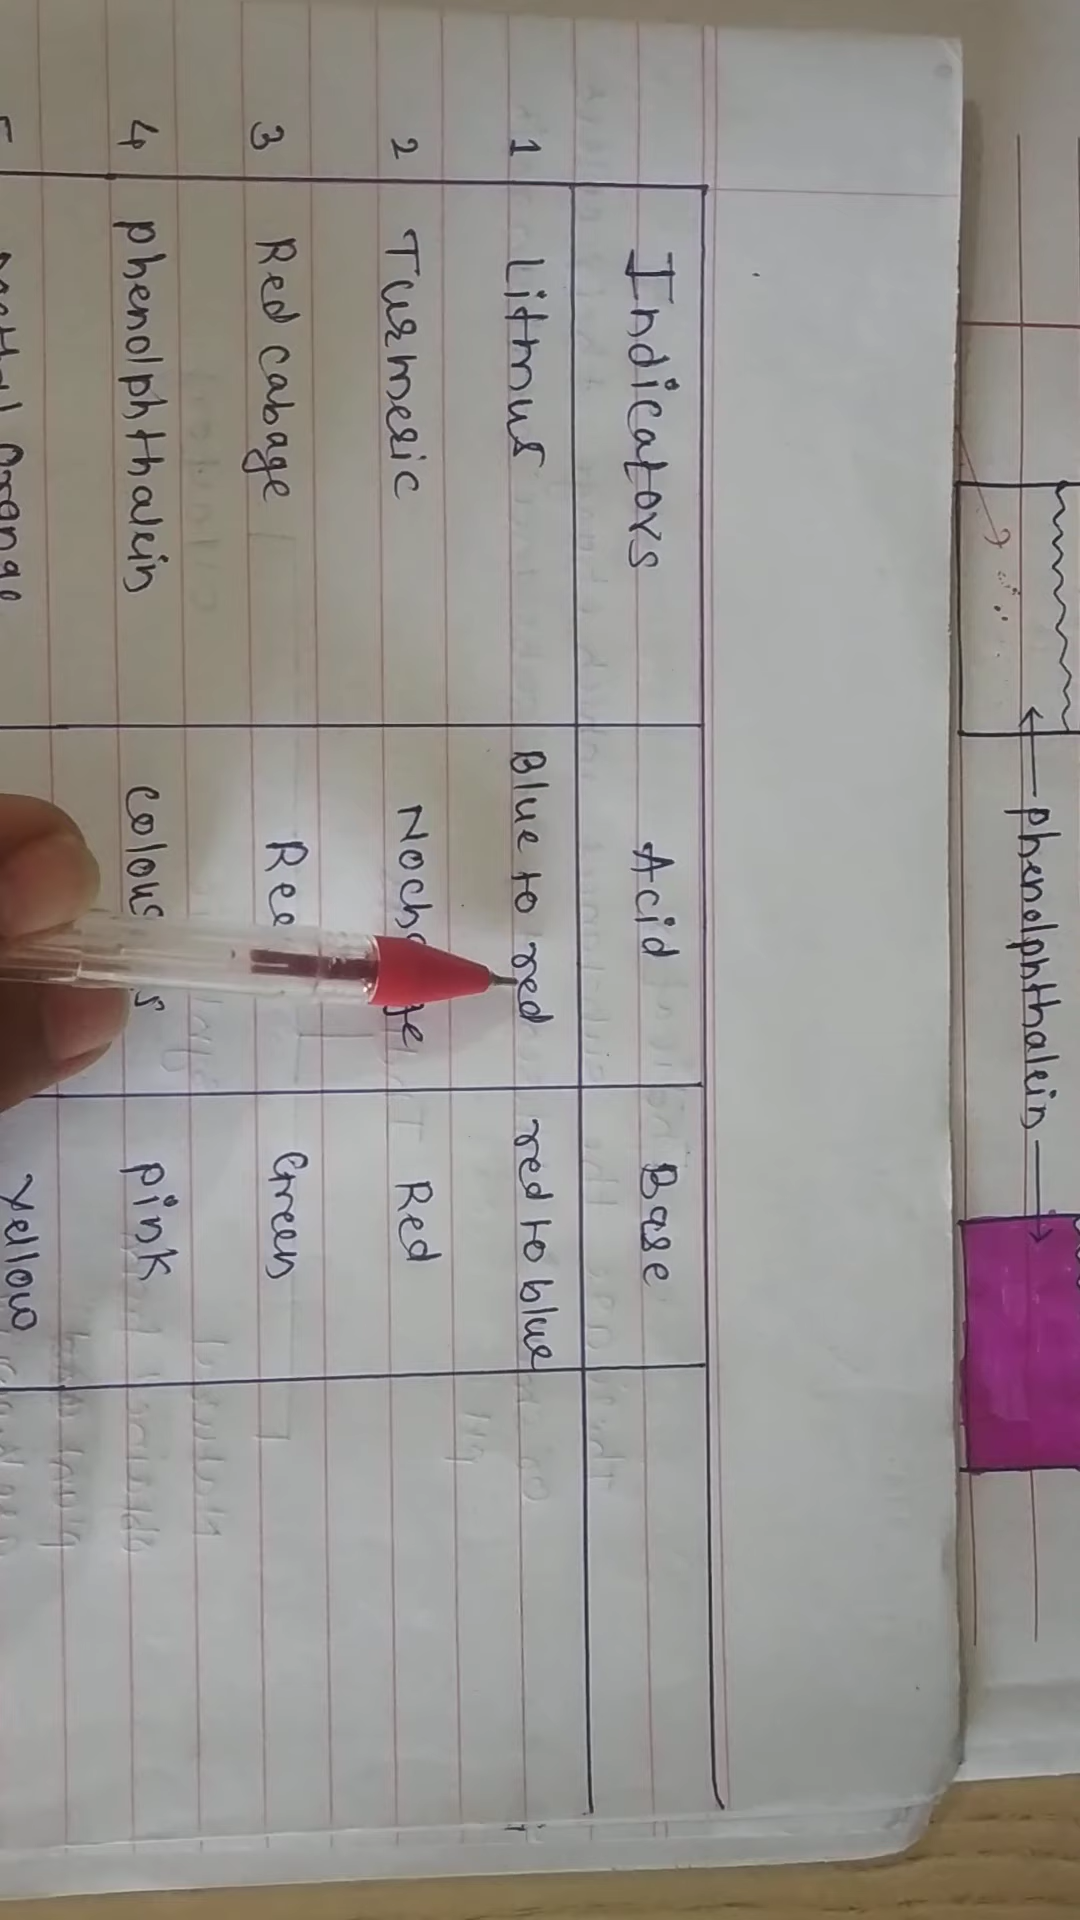 phenolphthalein
Indicators Acid Base
1 Litmus Blue to red red to blue
2 Turmeric Red
3 Red cabage Green
4 phenolphthalein pink
Orange Yellow